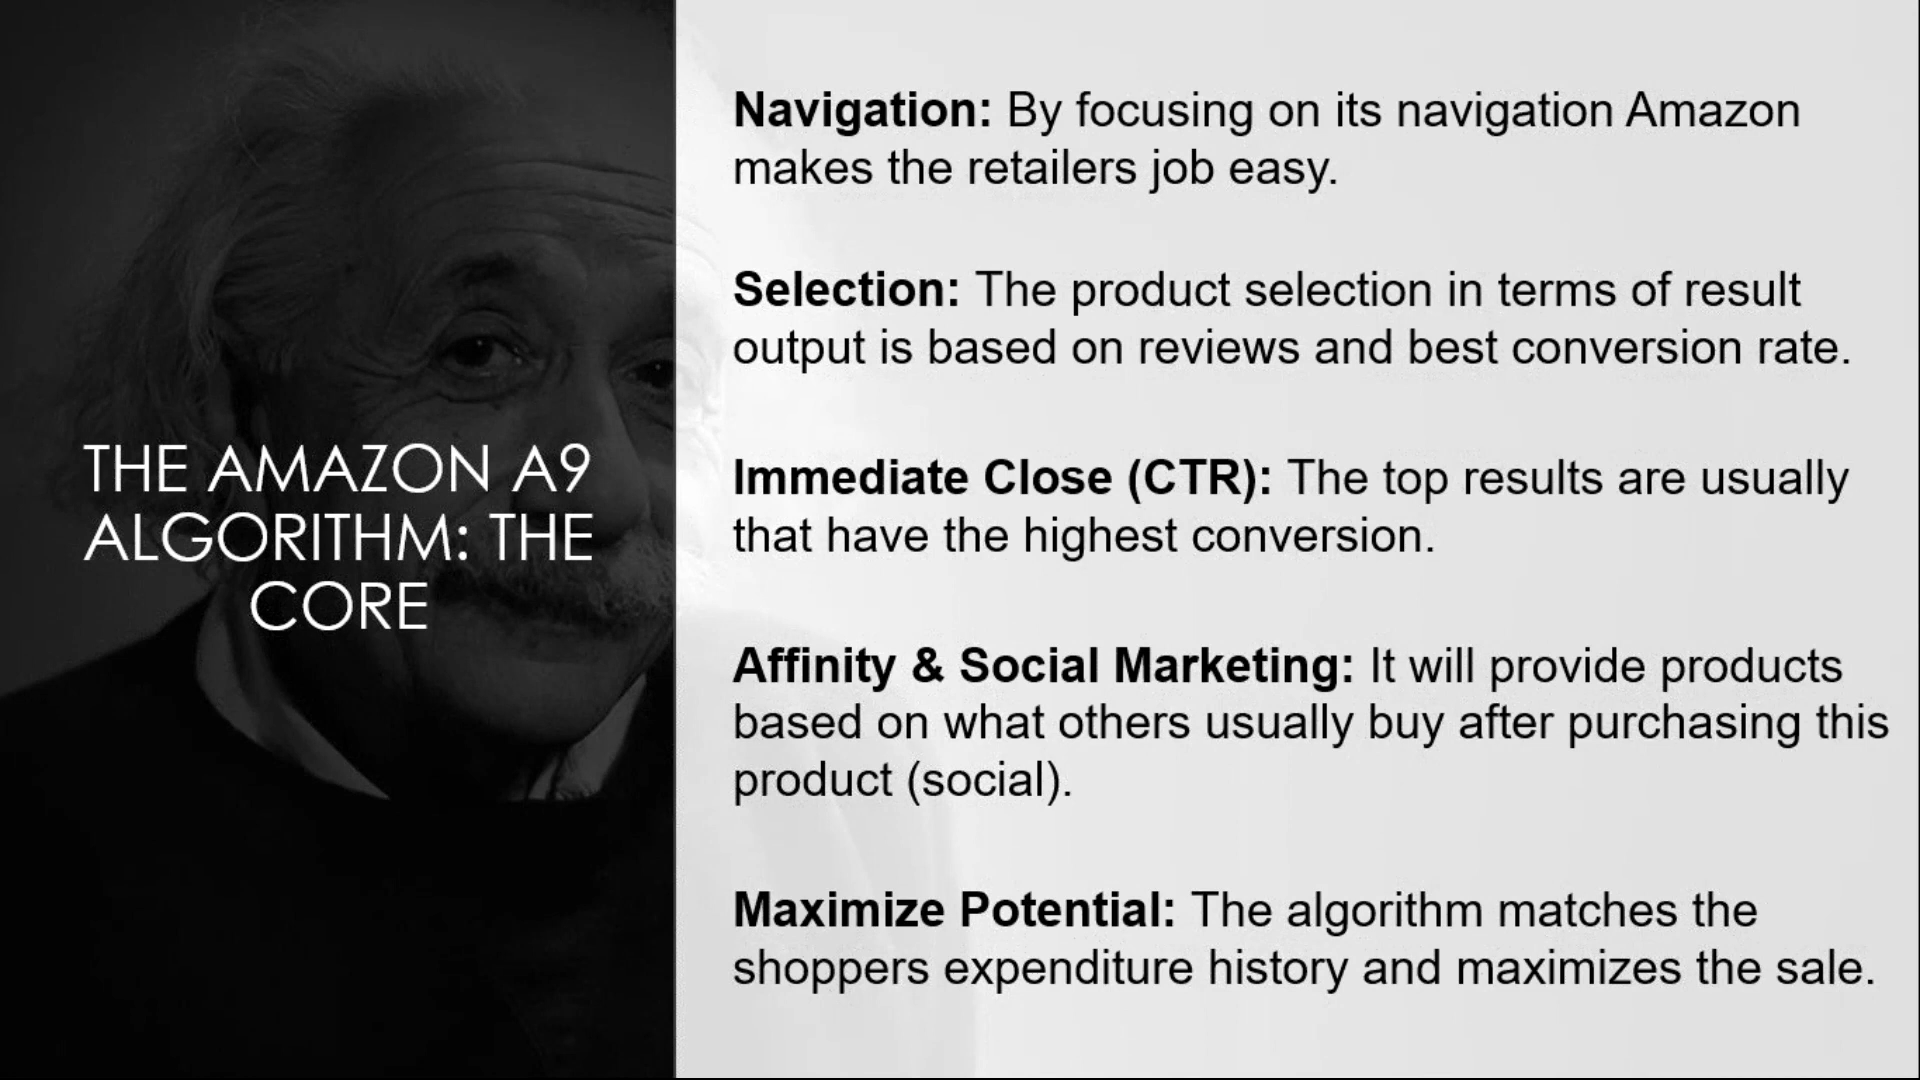 THE AMAZON A9
ALGORITHM: THE
CORE
Navigation: By focusing on its navigation Amazon
makes the retailers job easy.
Selection: The product selection in terms of result
output is based on reviews and best conversion rate.
Immediate Close (CTR): The top results are usually
that have the highest conversion.
Affinity & Social Marketing: It will provide products
based on what others usually buy after purchasing this
product (social).
Maximize Potential: The algorithm matches the
shoppers expenditure history and maximizes the sale.